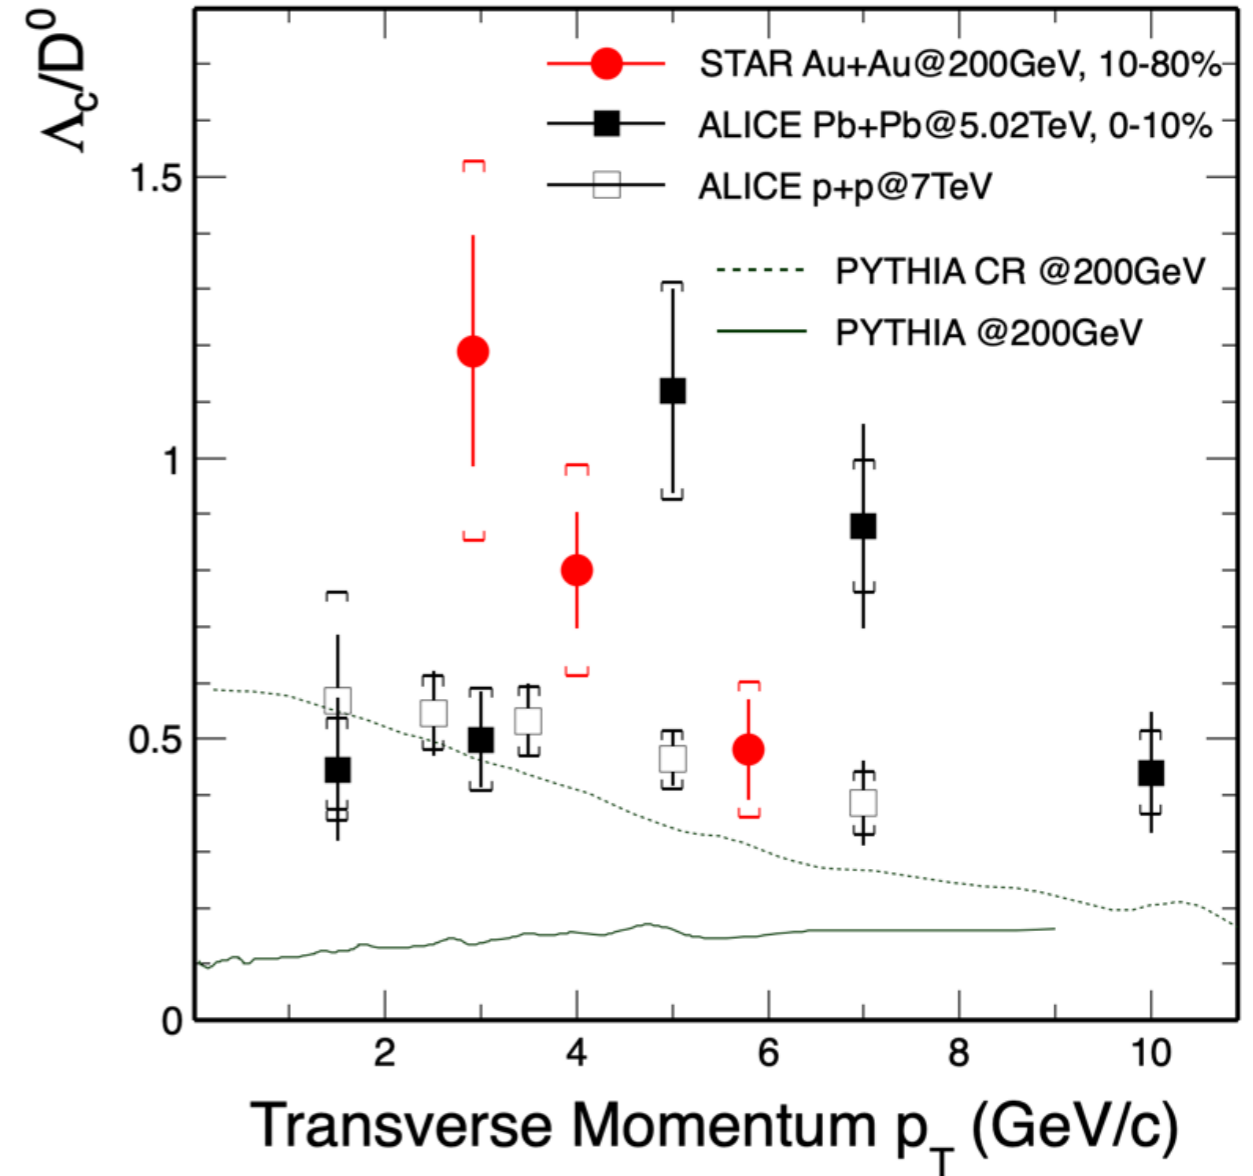 Λc/D⁰
STAR Au+Au@200GeV, 10-80%
ALICE Pb+Pb@5.02TeV, 0-10%
ALICE p+p@7TeV
PYTHIA CR @200GeV
PYTHIA @200GeV
1.5
1
0.5
0
2 4 6 8 10
Transverse Momentum pT (GeV/c)